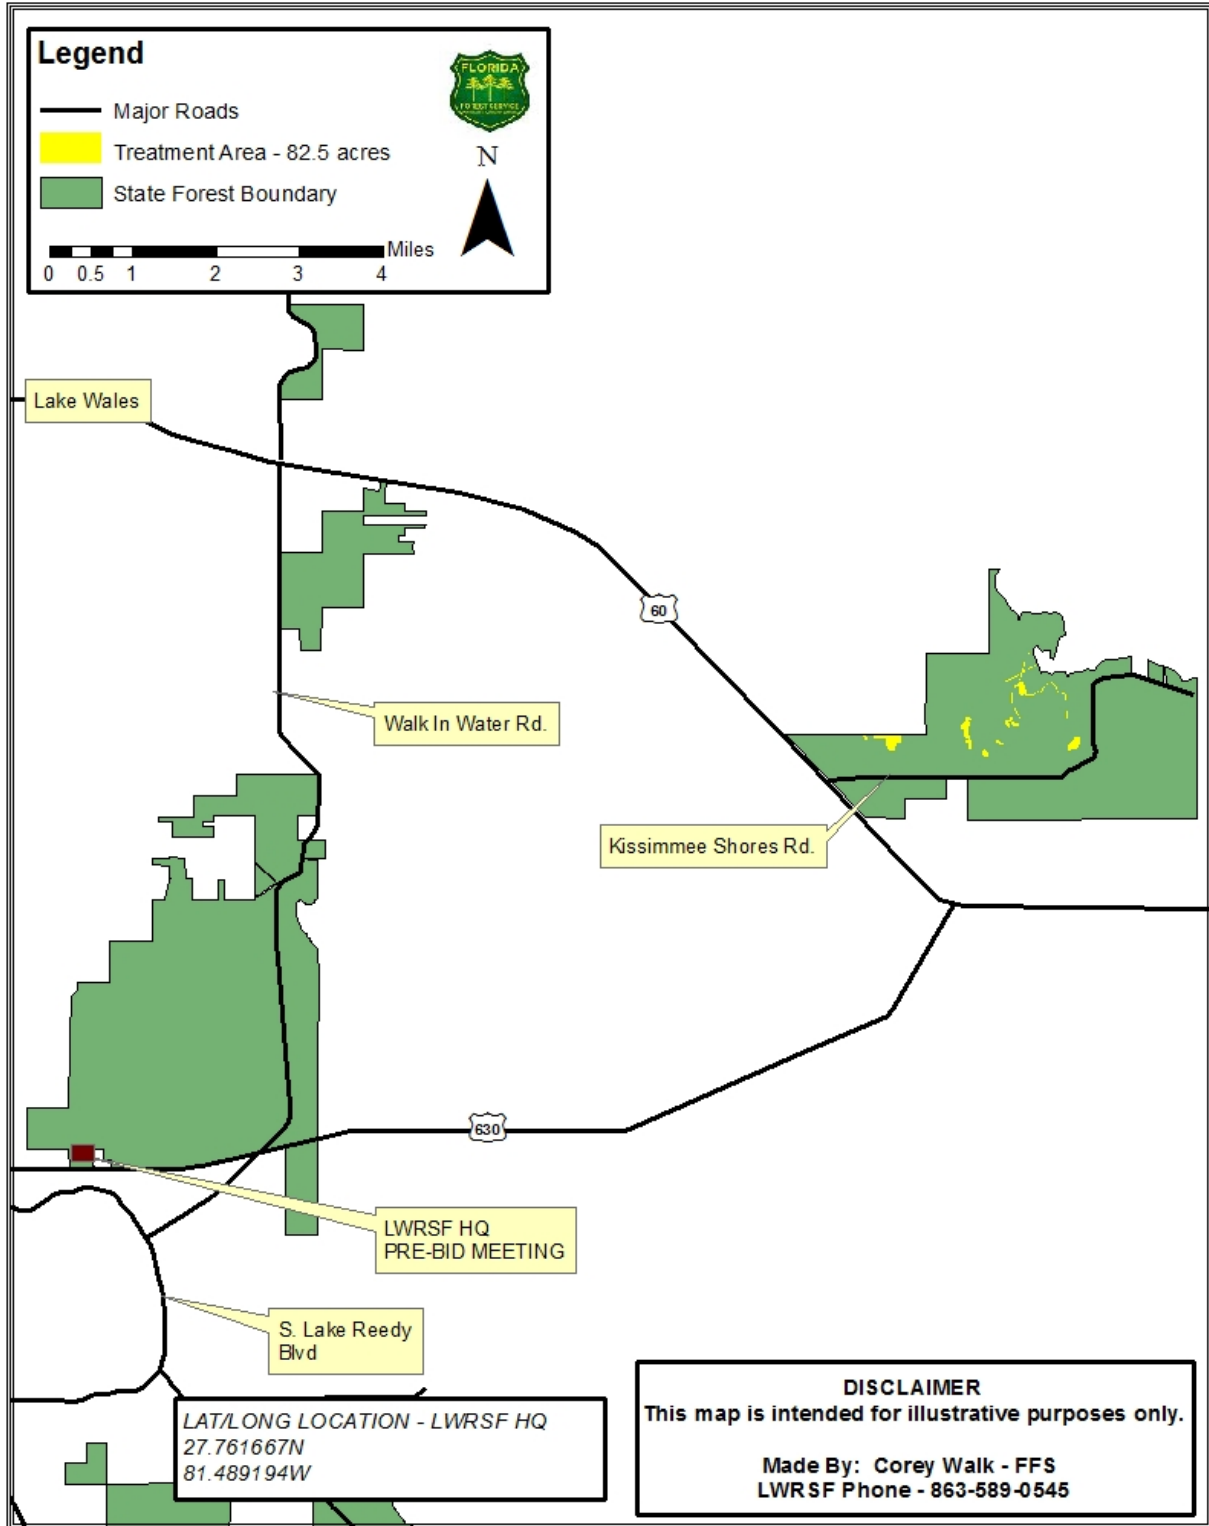 Legend
FLORIDA
FOREST SERVICE
Major Roads
Treatment Area - 82.5 acres
N
State Forest Boundary
Miles
0 0.5 1 2 3 4
Lake Wales
60
Walk In Water Rd.
Kissimmee Shores Rd.
630
LWRSF HQ
PRE-BID MEETING
S. Lake Reedy
Blvd
LAT/LONG LOCATION - LWRSF HQ
27.761667N
81.489194W
DISCLAIMER
This map is intended for illustrative purposes only.
Made By: Corey Walk - FFS
LWRSF Phone - 863-589-0545